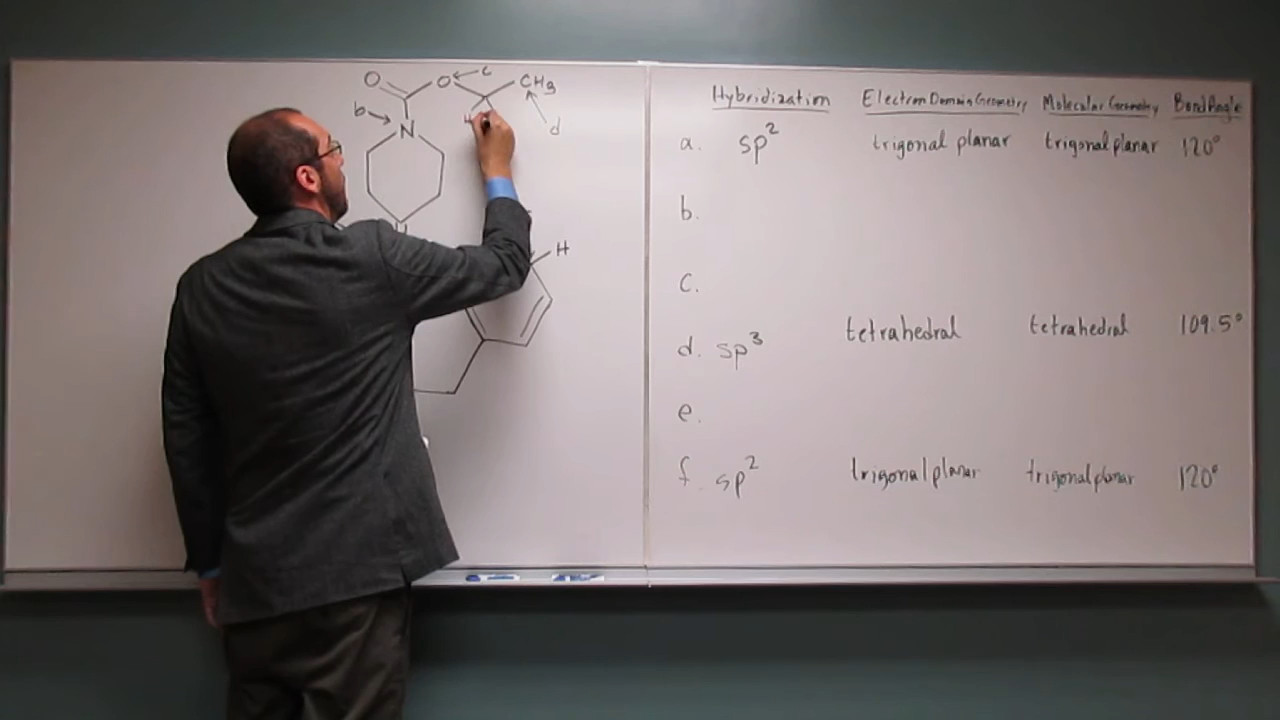 O
O
c
CH3
b
N
d
H
H
Hybridization Electron Domain Geometry Molecular Geometry Bond Angle
a. sp² trigonal planar trigonal planar 120°
b.
c.
d. sp³ tetrahedral tetrahedral 109.5°
e.
f. sp² trigonal planar trigonal planar 120°